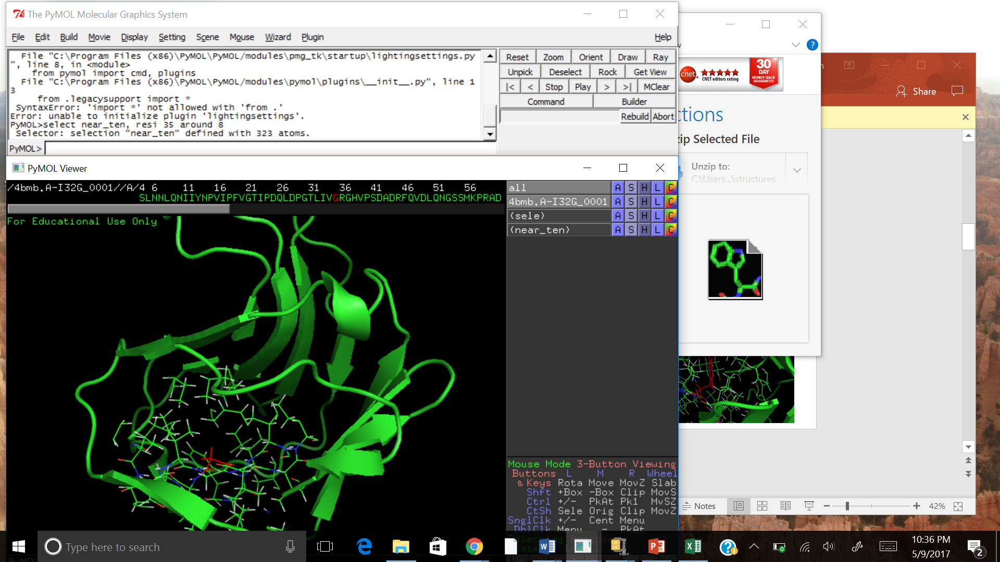 The PyMOL Molecular Graphics System
File Edit Build Movie Display Setting Scene Mouse Wizard Plugin Help
File "C:\Program Files (x86)\PyMOL\PyMOL/modules\pmg_tk\startup\lightingsettings.py
", line 8, in <module>
from pymol import cmd, plugins
File "C:\Program Files (x86)\PyMOL\PyMOL/modules\pymol\plugins\__init__.py", line 1
3
from .legacysupport import *
SyntaxError: 'import *' not allowed with 'from .'
Error: unable to initialize plugin 'lightingsettings'.
PyMOL>select near_ten, resi 35 around 8
Selector: selection "near_ten" defined with 323 atoms.
PyMOL>
Reset Zoom Orient Draw Ray
Unpick Deselect Rock Get View
|< < Stop Play > >| MClear
Command Builder
Rebuild Abort
PyMOL Viewer
/4bmb.A-I32G_0001//A/4 6 11 16 21 26 31 36 41 46 51 56
SLNNLQNIIYNPVIPFVGTIPDQLDPGTLIVGRGHVPSDADRFQVDLQNGSSMKPRAD
For Educational Use Only
all A S H L C
4bmb.A-I32G_0001 A S H L C
(sele) A S H L C
(near_ten) A S H L C
Mouse Mode 3-Button Viewing
Buttons L M R Wheel
& Keys Rota Move MovZ Slab
Shft +Box -Box Clip MovS
Ctrl +/- PkAt Pk1 MvSZ
CtSh Sele Orig Clip MovZ
SnglClk +/- Cent Menu
DblClk Menu - PkAt
cnet
CNET editors rating
30
DAY
MONEY-BACK
GUARANTEE
ctions
zip Selected File
Unzip to:
C:\Users...\structures
Share
Notes
42%
Type here to search
10:36 PM
5/9/2017
2